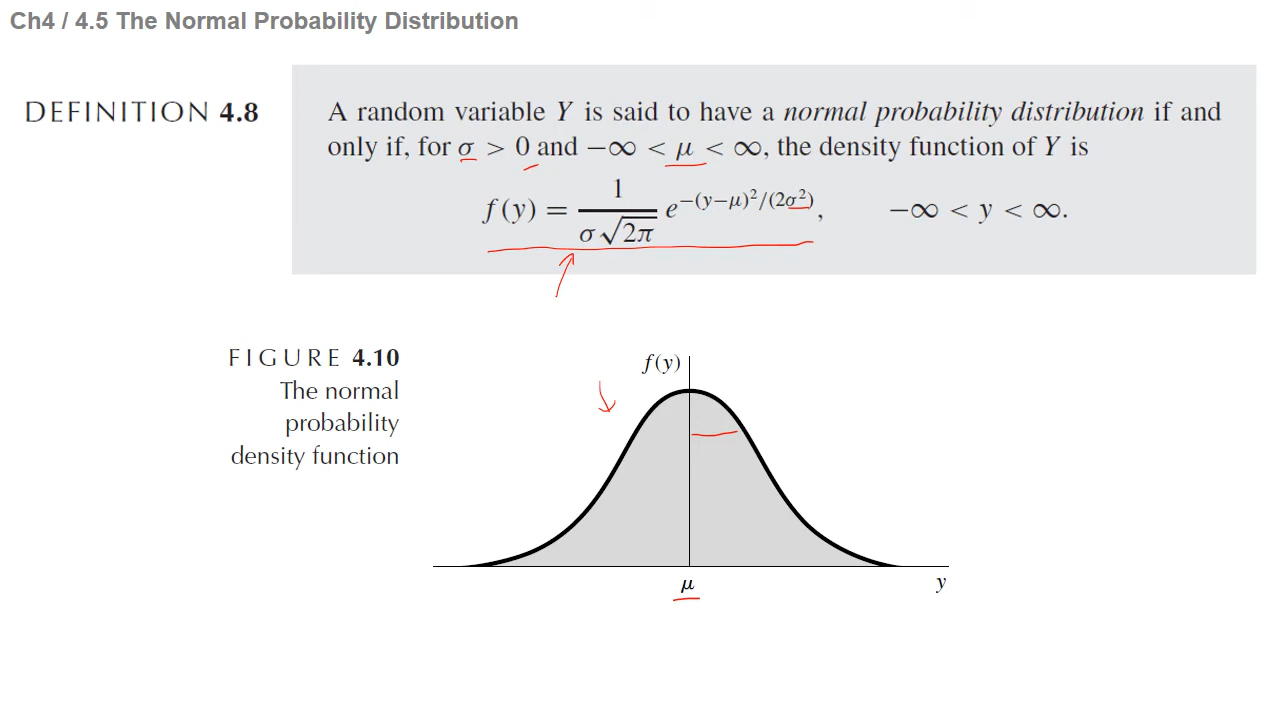 Ch4 / 4.5 The Normal Probability Distribution
DEFINITION 4.8
A random variable Y is said to have a normal probability distribution if and
only if, for σ > 0 and −∞ < μ < ∞, the density function of Y is
f(y) = 1/(σ√2π) e^−(y−μ)²/(2σ²), −∞ < y < ∞.
FIGURE 4.10
The normal
probability
density function
f(y)
μ
y